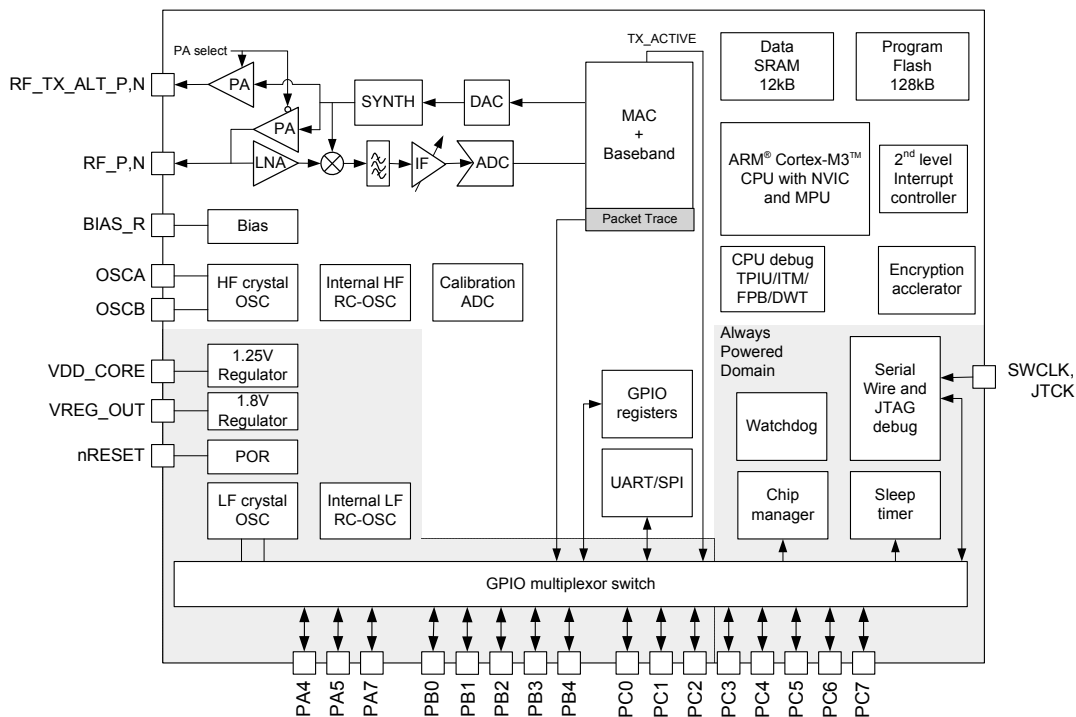 TX_ACTIVE
PA select
RF_TX_ALT_P,N
PA
SYNTH
DAC
MAC
+
Baseband
Data
SRAM
12kB
Program
Flash
128kB
PA
RF_P,N
LNA
IF
ADC
ARM® Cortex-M3™
CPU with NVIC
and MPU
2nd level
Interrupt
controller
Packet Trace
BIAS_R
Bias
OSCA
OSCB
HF crystal
OSC
Internal HF
RC-OSC
Calibration
ADC
CPU debug
TPIU/ITM/
FPB/DWT
Encryption
acclerator
Always
Powered
Domain
VDD_CORE
1.25V
Regulator
VREG_OUT
1.8V
Regulator
nRESET
POR
LF crystal
OSC
Internal LF
RC-OSC
GPIO
registers
UART/SPI
Watchdog
Serial
Wire and
JTAG
debug
SWCLK,
JTCK
Chip
manager
Sleep
timer
GPIO multiplexor switch
PA4
PA5
PA7
PB0
PB1
PB2
PB3
PB4
PC0
PC1
PC2
PC3
PC4
PC5
PC6
PC7